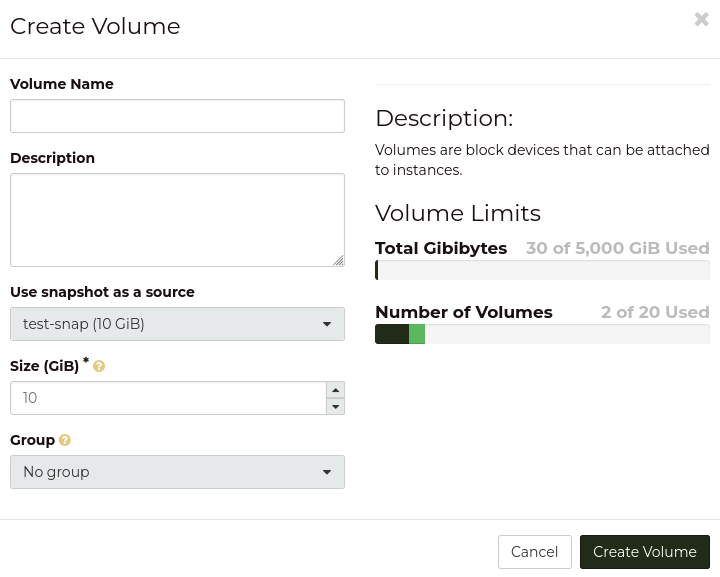 Create Volume
×
Volume Name
Description
Use snapshot as a source
test-snap (10 GiB)
Size (GiB) * ?
10
Group ?
No group
Description:
Volumes are block devices that can be attached
to instances.
Volume Limits
Total Gibibytes 30 of 5,000 GiB Used
Number of Volumes 2 of 20 Used
Cancel
Create Volume